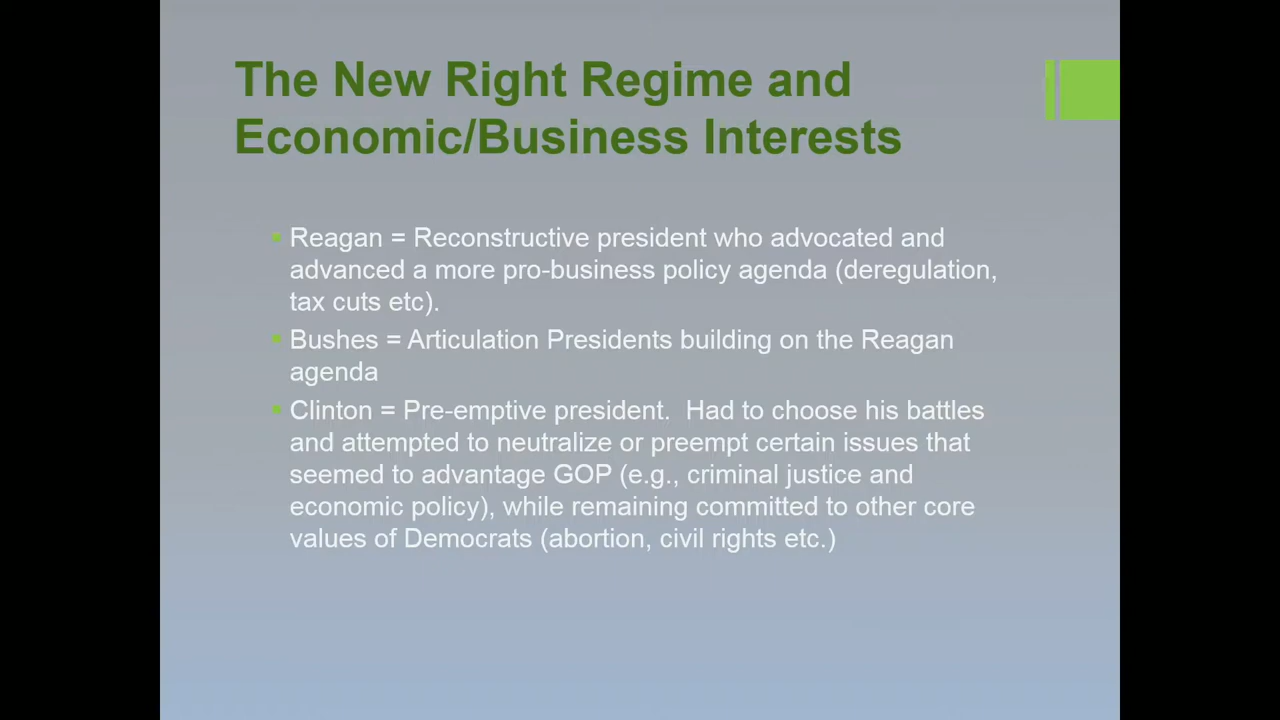 The New Right Regime and
Economic/Business Interests
Reagan = Reconstructive president who advocated and
advanced a more pro-business policy agenda (deregulation,
tax cuts etc).
Bushes = Articulation Presidents building on the Reagan
agenda
Clinton = Pre-emptive president.  Had to choose his battles
and attempted to neutralize or preempt certain issues that
seemed to advantage GOP (e.g., criminal justice and
economic policy), while remaining committed to other core
values of Democrats (abortion, civil rights etc.)